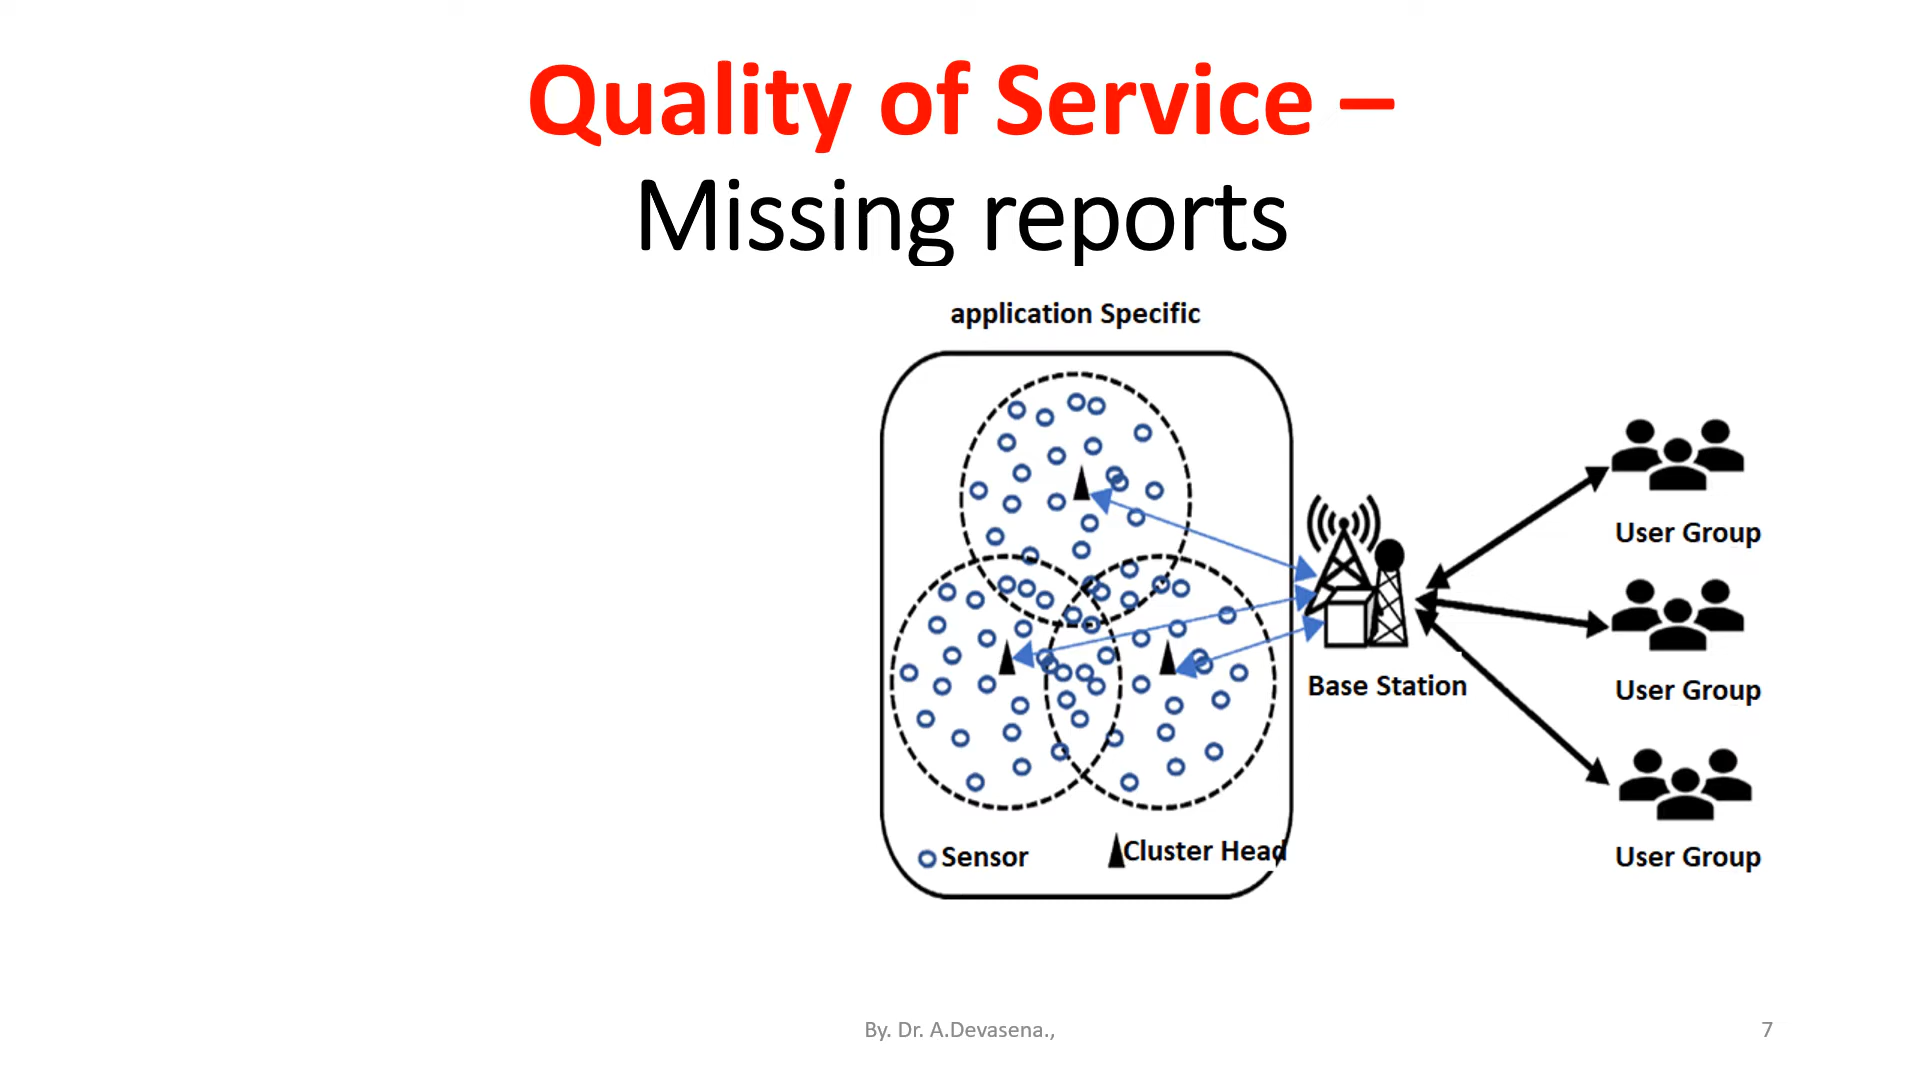 Quality of Service –
Missing reports
application Specific
User Group
Base Station
User Group
Sensor
Cluster Head
User Group
By. Dr. A.Devasena.,
7